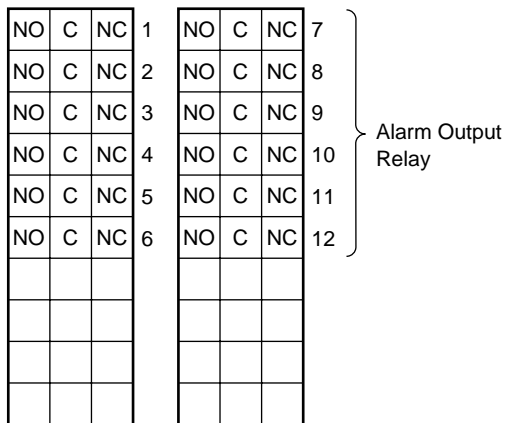 NO C NC 1 NO C NC 7
NO C NC 2 NO C NC 8
NO C NC 3 NO C NC 9
NO C NC 4 NO C NC 10
NO C NC 5 NO C NC 11
NO C NC 6 NO C NC 12
Alarm Output
Relay